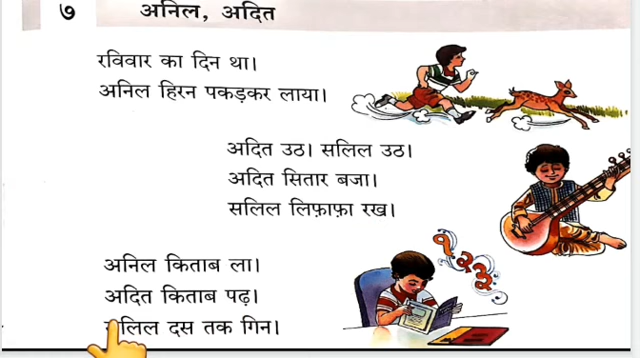 ७ अनिल, अदित
रविवार का दिन था।
अनिल हिरन पकड़कर लाया।
अदित उठ। सलिल उठ।
अदित सितार बजा।
सलिल लिफ़ाफ़ा रख।
१२३
अनिल किताब ला।
अदित किताब पढ़।
दस तक गिन।